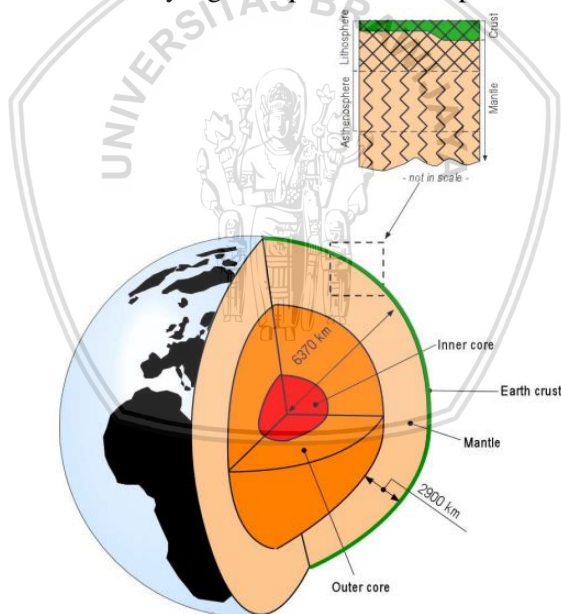 UNIVERSITAS BRAWIJAYA
Lithosphere
Asthenosphere
Crust
Mantle
- not in scale -
6370 km
Inner core
Earth crust
Mantle
2900 km
Outer core